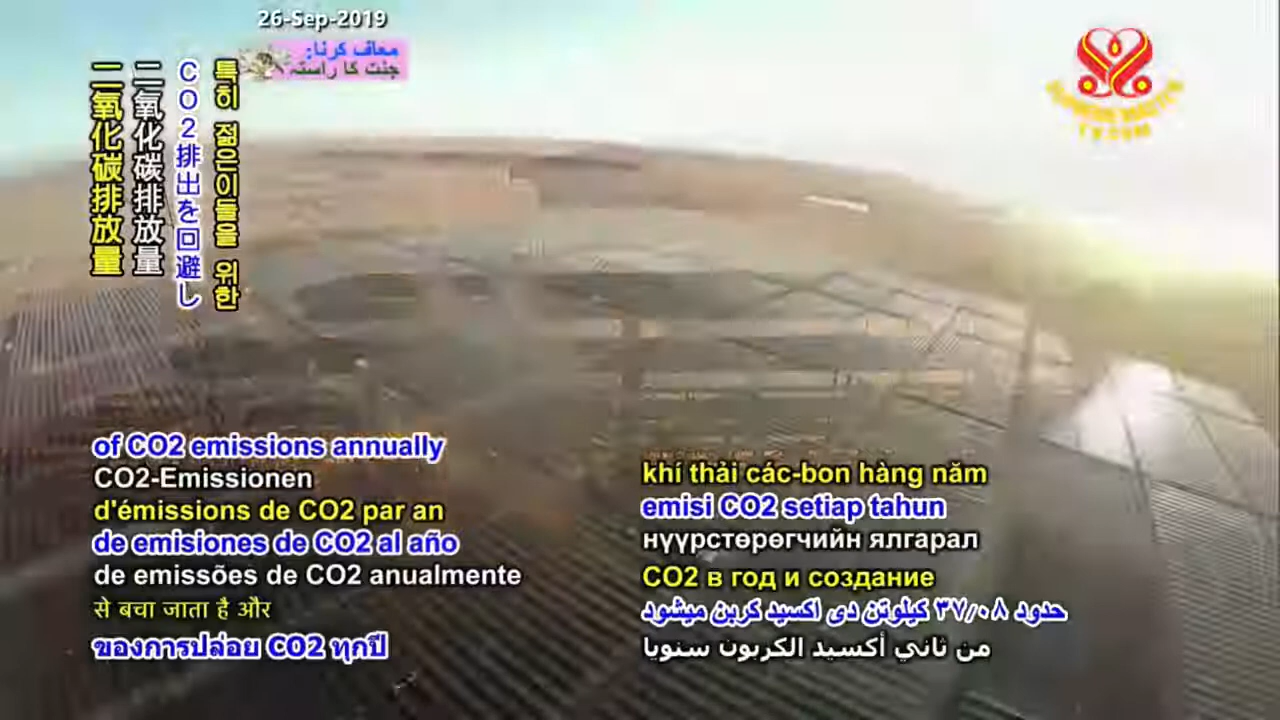 26-Sep-2019
معاف کرنا:
جنت کا راستہ
SUPREME MASTER
TV.COM
특히 젊은이들을 위한
CO2排出を回避し
二氧化碳排放量
二氧化碳排放量
of CO2 emissions annually
CO2-Emissionen
d'émissions de CO2 par an
de emisiones de CO2 al año
de emissões de CO2 anualmente
से बचा जाता है और
ของการปล่อย CO2 ทุกปี
khí thải các-bon hàng năm
emisi CO2 setiap tahun
нүүрстөрөгчийн ялгарал
CO2 в год и создание
حدود ۳۷/۰۸ کیلوتن دی اکسید کربن میشود
من ثاني أكسيد الكربون سنويا